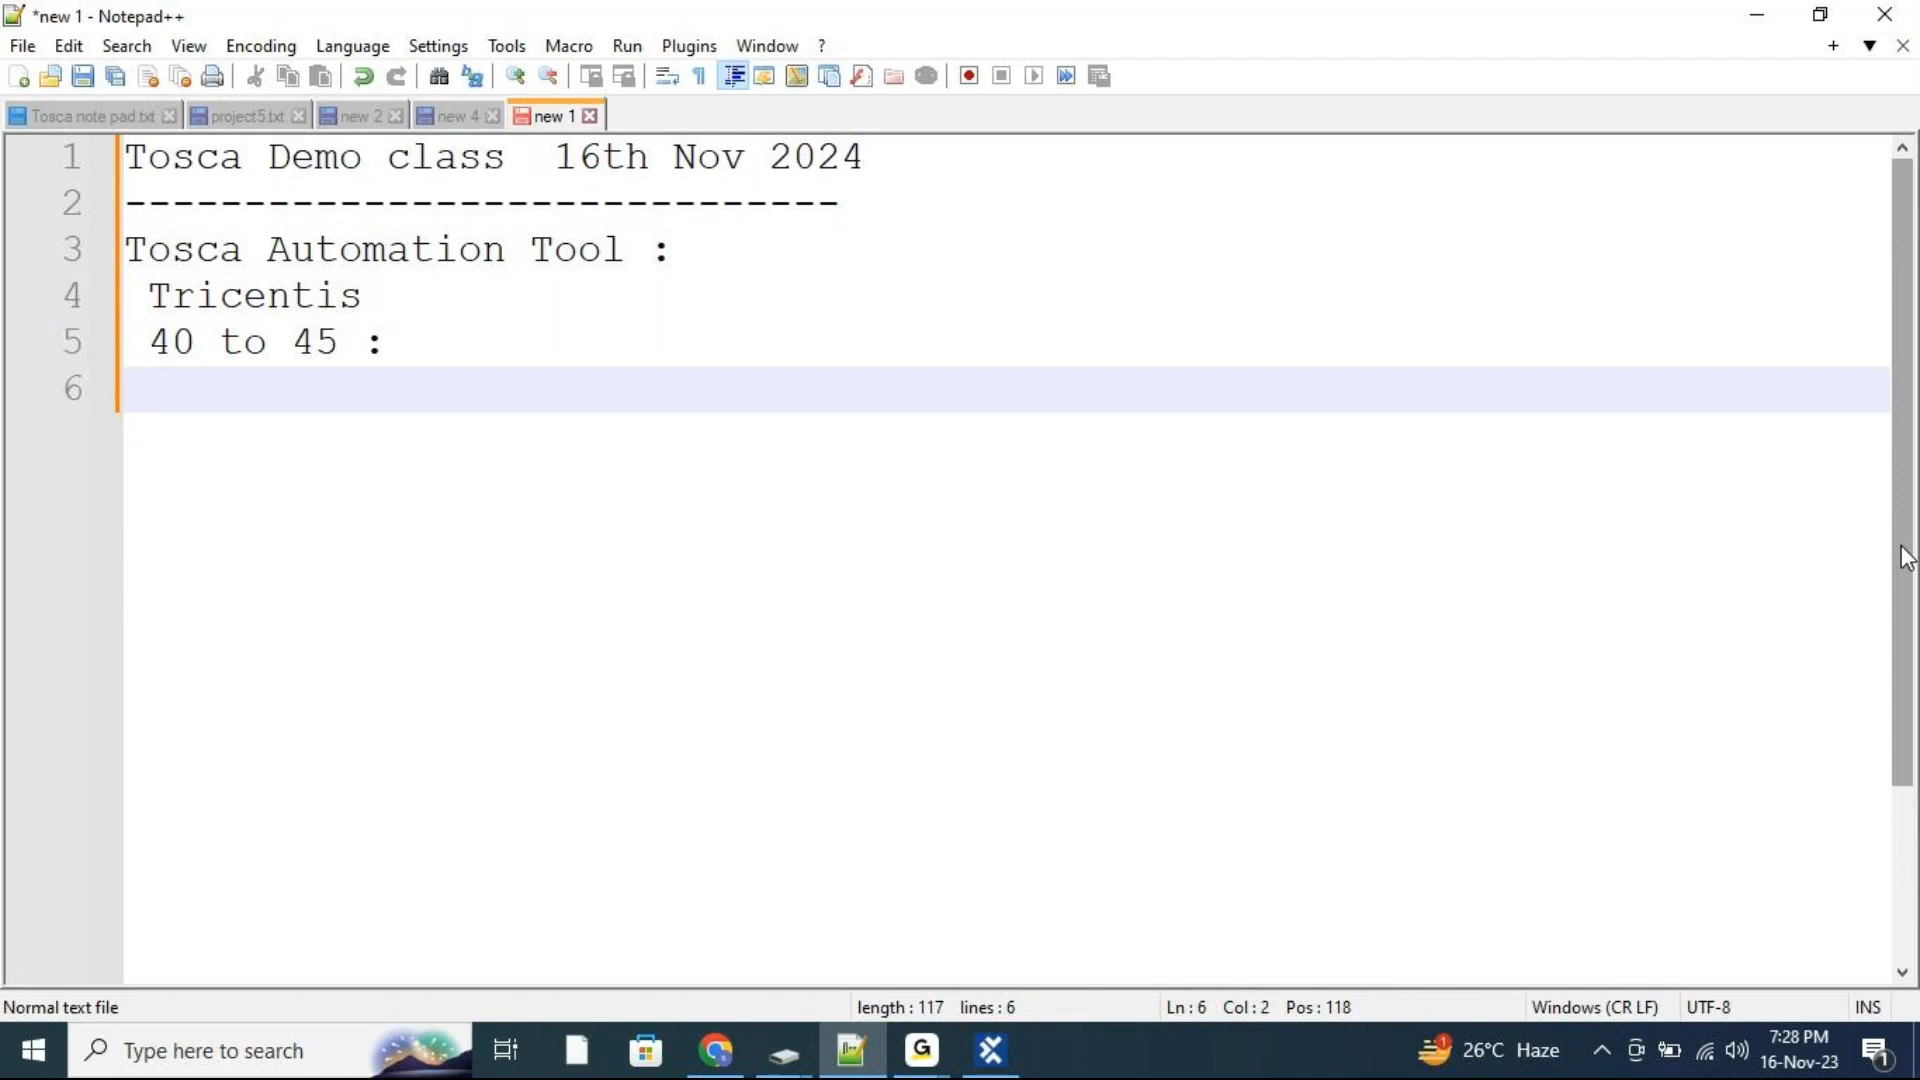 *new 1 - Notepad++
File Edit Search View Encoding Language Settings Tools Macro Run Plugins Window ?
Tosca note pad.txt project5.txt new 2 new 4 new 1
1 Tosca Demo class  16th Nov 2024
2 ------------------------------
3 Tosca Automation Tool :
4 Tricentis
5 40 to 45 :
6
Normal text file length : 117 lines : 6 Ln : 6 Col : 2 Pos : 118 Windows (CR LF) UTF-8 INS
Type here to search 26°C Haze 7:28 PM
16-Nov-23 1